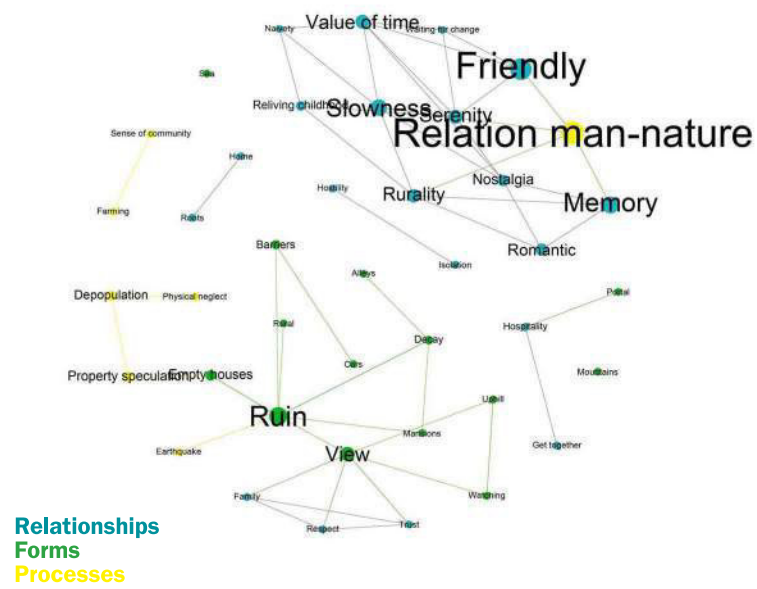 Value of time
Naivety
Waiting for change
Friendly
Sea
Reliving childhood
Slowness
Serenity
Relation man-nature
Sense of community
Home
Nostalgia
Hostility
Rurality
Memory
Farming
Roots
Barriers
Romantic
Isolation
Alleys
Depopulation
Physical neglect
Portal
Rural
Hospitality
Decay
Cars
Mountains
Property speculation
Empty houses
Uphill
Ruin
Mansions
Get together
Earthquake
View
Family
Watching
Respect
Trust
Relationships
Forms
Processes